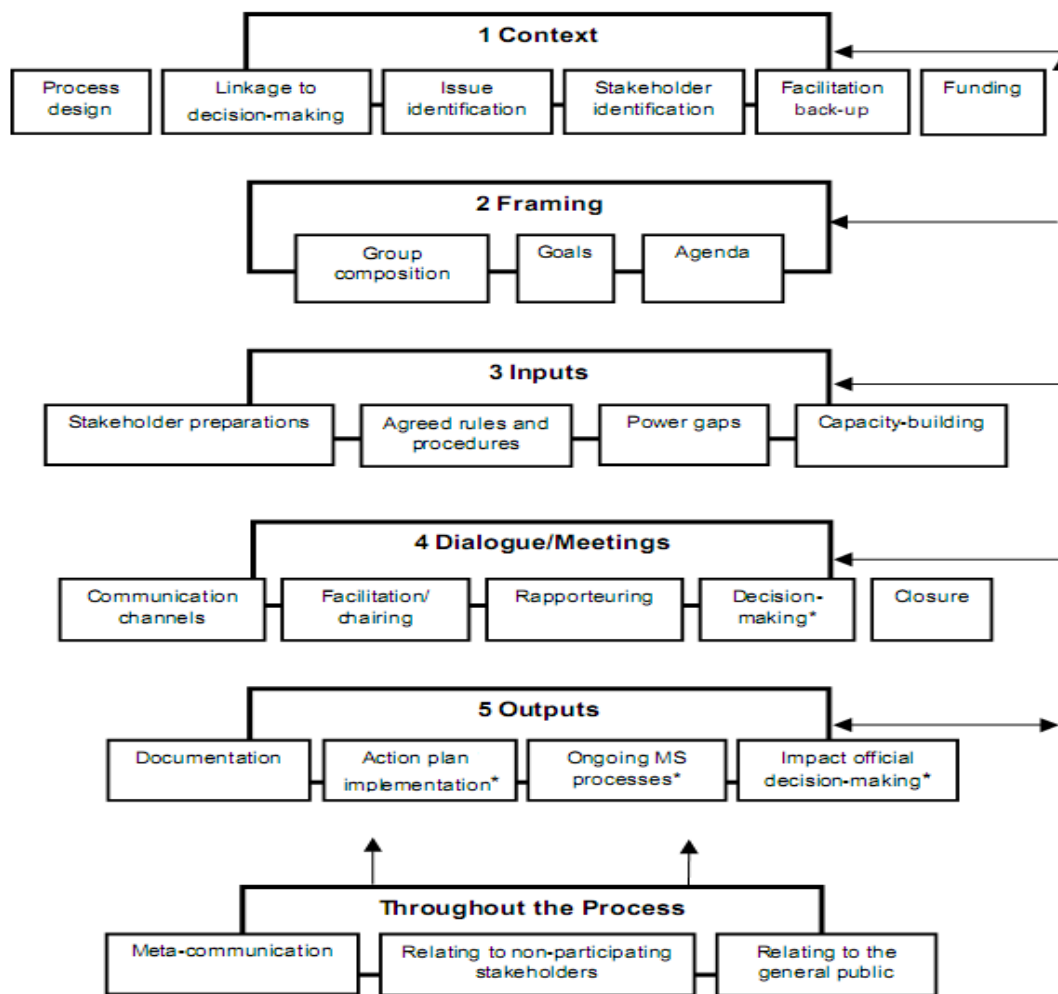 1 Context
Process
design
Linkage to
decision-making
Issue
identification
Stakeholder
identification
Facilitation
back-up
Funding
2 Framing
Group
composition
Goals
Agenda
3 Inputs
Stakeholder preparations
Agreed rules and
procedures
Power gaps
Capacity-building
4 Dialogue/Meetings
Communication
channels
Facilitation/
chairing
Rapporteuring
Decision-
making*
Closure
5 Outputs
Documentation
Action plan
implementation*
Ongoing MS
processes*
Impact official
decision-making*
Throughout the Process
Meta-communication
Relating to non-participating
stakeholders
Relating to the
general public